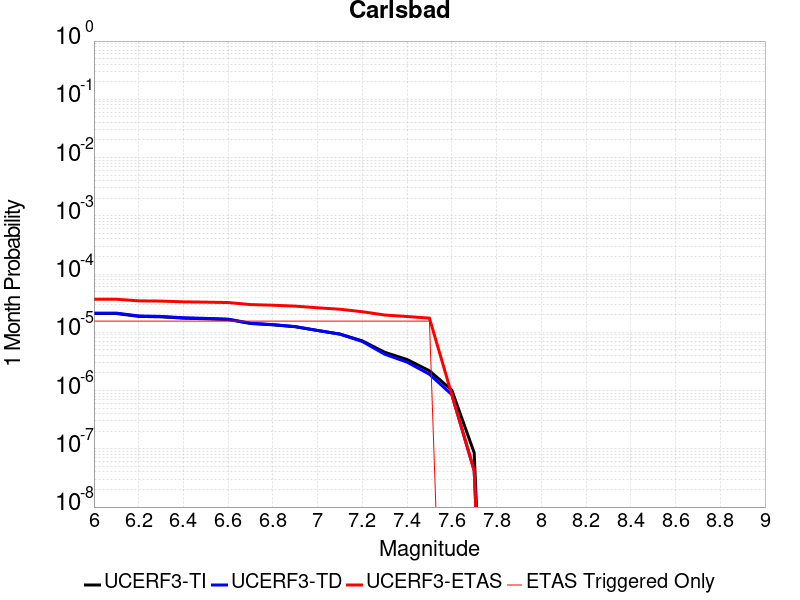 Carlsbad
10^0
10^-1
10^-2
10^-3
10^-4
10^-5
10^-6
10^-7
10^-8
1 Month Probability
6 6.2 6.4 6.6 6.8 7 7.2 7.4 7.6 7.8 8 8.2 8.4 8.6 8.8 9
Magnitude
UCERF3-TI UCERF3-TD UCERF3-ETAS ETAS Triggered Only